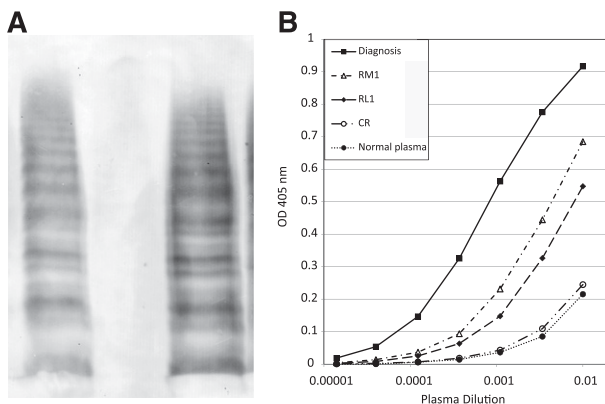 A
B
1
0.9
0.8
0.7
0.6
0.5
0.4
0.3
0.2
0.1
0
OD 405 nm
Diagnosis
RM1
RL1
CR
Normal plasma
0.00001 0.0001 0.001 0.01
Plasma Dilution